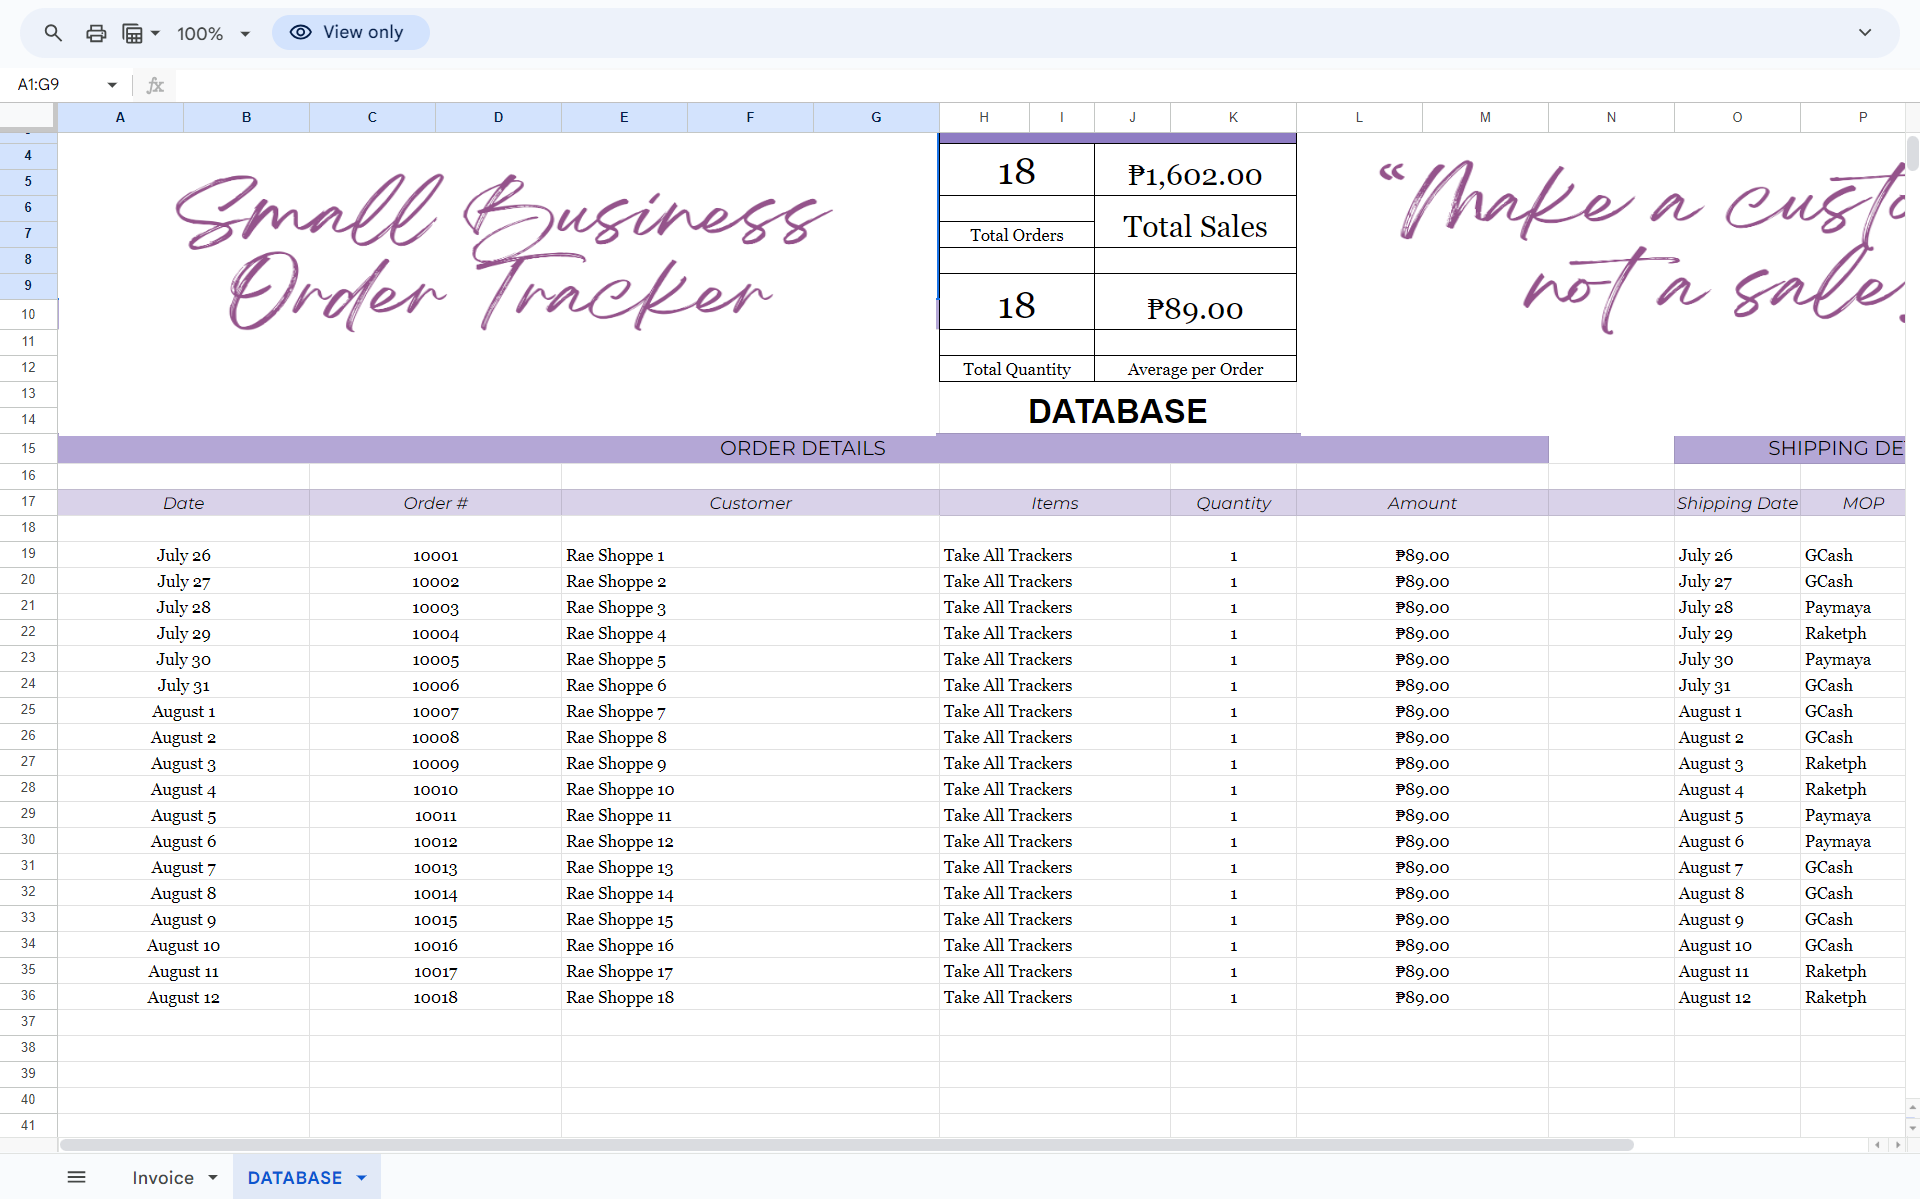 100% View only
A1:G9 fx
A B C D E F G H I J K L M N O P
4
5
6
7
8
9
10
11
12
13
14
Small Business
Order Tracker
18 ₱1,602.00
Total Orders Total Sales
18 ₱89.00
Total Quantity Average per Order
DATABASE
“Make a custo
not a sale.
15 ORDER DETAILS SHIPPING DE
16
17 Date Order # Customer Items Quantity Amount Shipping Date MOP
18
19 July 26 10001 Rae Shoppe 1 Take All Trackers 1 ₱89.00 July 26 GCash
20 July 27 10002 Rae Shoppe 2 Take All Trackers 1 ₱89.00 July 27 GCash
21 July 28 10003 Rae Shoppe 3 Take All Trackers 1 ₱89.00 July 28 Paymaya
22 July 29 10004 Rae Shoppe 4 Take All Trackers 1 ₱89.00 July 29 Raketph
23 July 30 10005 Rae Shoppe 5 Take All Trackers 1 ₱89.00 July 30 Paymaya
24 July 31 10006 Rae Shoppe 6 Take All Trackers 1 ₱89.00 July 31 GCash
25 August 1 10007 Rae Shoppe 7 Take All Trackers 1 ₱89.00 August 1 GCash
26 August 2 10008 Rae Shoppe 8 Take All Trackers 1 ₱89.00 August 2 GCash
27 August 3 10009 Rae Shoppe 9 Take All Trackers 1 ₱89.00 August 3 Raketph
28 August 4 10010 Rae Shoppe 10 Take All Trackers 1 ₱89.00 August 4 Raketph
29 August 5 10011 Rae Shoppe 11 Take All Trackers 1 ₱89.00 August 5 Paymaya
30 August 6 10012 Rae Shoppe 12 Take All Trackers 1 ₱89.00 August 6 Paymaya
31 August 7 10013 Rae Shoppe 13 Take All Trackers 1 ₱89.00 August 7 GCash
32 August 8 10014 Rae Shoppe 14 Take All Trackers 1 ₱89.00 August 8 GCash
33 August 9 10015 Rae Shoppe 15 Take All Trackers 1 ₱89.00 August 9 GCash
34 August 10 10016 Rae Shoppe 16 Take All Trackers 1 ₱89.00 August 10 GCash
35 August 11 10017 Rae Shoppe 17 Take All Trackers 1 ₱89.00 August 11 Raketph
36 August 12 10018 Rae Shoppe 18 Take All Trackers 1 ₱89.00 August 12 Raketph
37
38
39
40
41
Invoice DATABASE